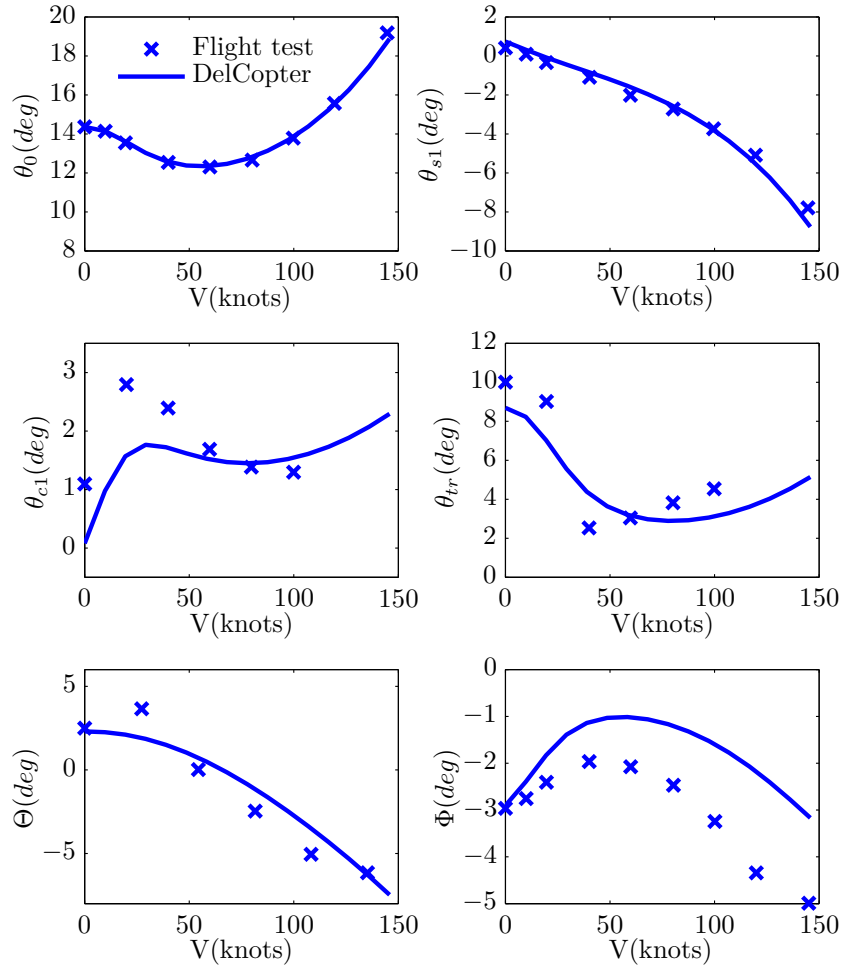 20
18
16
14
12
10
8
θ0(deg)
× Flight test
DelCopter
0 50 100 150
V(knots)
2
0
−2
−4
−6
−8
−10
θs1(deg)
0 50 100 150
V(knots)
3
2
1
0
θc1(deg)
0 50 100 150
V(knots)
12
10
8
6
4
2
0
θtr(deg)
0 50 100 150
V(knots)
5
0
−5
Θ(deg)
0 50 100 150
V(knots)
0
−1
−2
−3
−4
−5
Φ(deg)
0 50 100 150
V(knots)